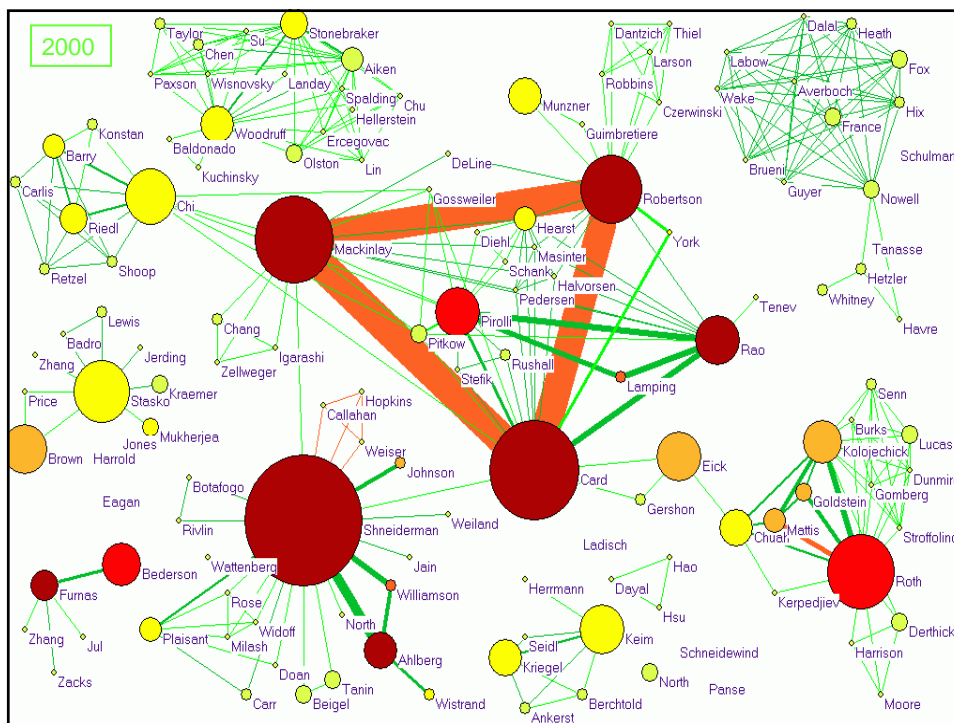 2000
Taylor
Su
Stonebraker
Chen
Aiken
Paxson
Wisnovsky
Landay
Spalding
Chu
Hellerstein
Woodruff
Ercegovac
Baldonado
Olston
Lin
Kuchinsky
Dantzich
Thiel
Larson
Robbins
Munzner
Czerwinski
Guimbretiere
Dalal
Heath
Labow
Fox
Averboch
Wake
Hix
France
Schulman
Brueni
Guyer
Nowell
Tanasse
Hetzler
Whitney
Havre
Konstan
Barry
Carlis
Chi
Riedl
Shoop
Retzel
DeLine
Gossweiler
Robertson
Mackinlay
Hearst
York
Diehl
Masinter
Schank
Halvorsen
Pedersen
Tenev
Pirolli
Rao
Pitkow
Rushall
Stefik
Lamping
Chang
Igarashi
Zellweger
Lewis
Badro
Zhang
Jerding
Stasko
Kraemer
Price
Mukherjea
Jones
Brown
Harrold
Hopkins
Callahan
Weiser
Johnson
Card
Eick
Gershon
Senn
Burks
Lucas
Kolojechick
Dunmire
Goldstein
Gomberg
Mattis
Stroffolino
Chuah
Roth
Kerpedjiev
Derthick
Harrison
Moore
Eagan
Botafogo
Rivlin
Shneiderman
Weiland
Ladisch
Wattenberg
Jain
Bederson
Furnas
Williamson
Rose
Widoff
North
Zhang
Jul
Plaisant
Milash
Ahlberg
Zacks
Doan
Tanin
Carr
Beigel
Wistrand
Herrmann
Dayal
Hao
Hsu
Seidl
Keim
Kriegel
Schneidewind
North
Panse
Berchtold
Ankerst